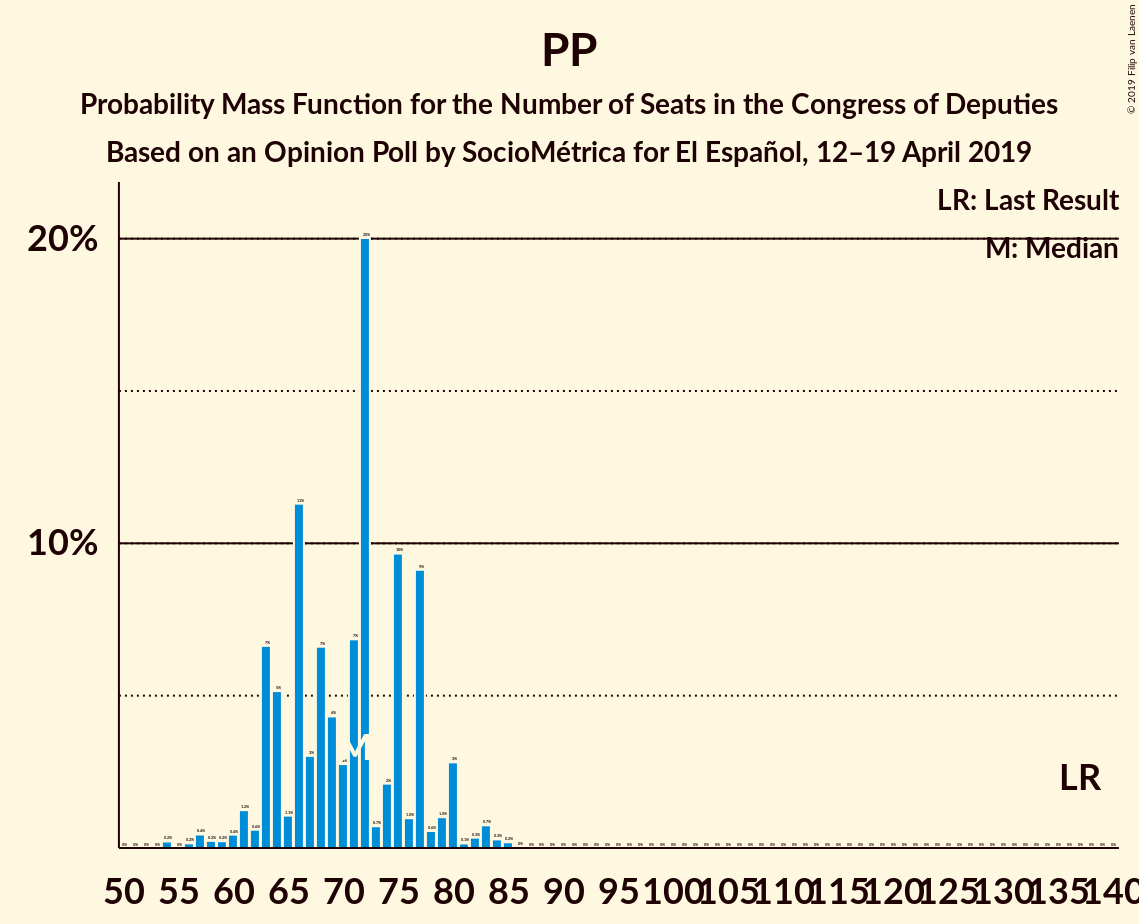 PP
Probability Mass Function for the Number of Seats in the Congress of Deputies
Based on an Opinion Poll by SocioMétrica for El Español, 12–19 April 2019
© 2019 Filip van Laenen
LR: Last Result
M: Median
20%
10%
M
LR
50 55 60 65 70 75 80 85 90 95 100 105 110 115 120 125 130 135 140